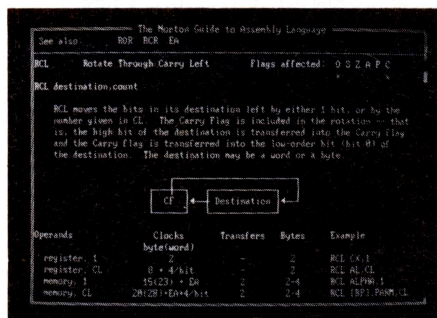 The Norton Guide to Assembly Language
See also: ROR RCR EA
RCL Rotate Through Carry Left Flags affected: O S Z A P C
* *
RCL destination,count
RCL moves the bits in its destination left by either 1 bit, or by the
number given in CL. The Carry Flag is included in the rotation -- that
is, the high bit of the destination is transferred into the Carry flag
and the Carry flag is transferred into the low-order bit (bit 0) of
the destination. The destination may be a word or a byte.
CF Destination
Operands Clocks Transfers Bytes Example
byte(word)
register, 1 2 - 2 RCL CX,1
register, CL 8 + 4/bit - 2 RCL AL,CL
memory, 1 15(23) + EA 2 2-4 RCL ALPHA,1
memory, CL 20(28)+EA+4/bit 2 2-4 RCL [BP].PARM,CL